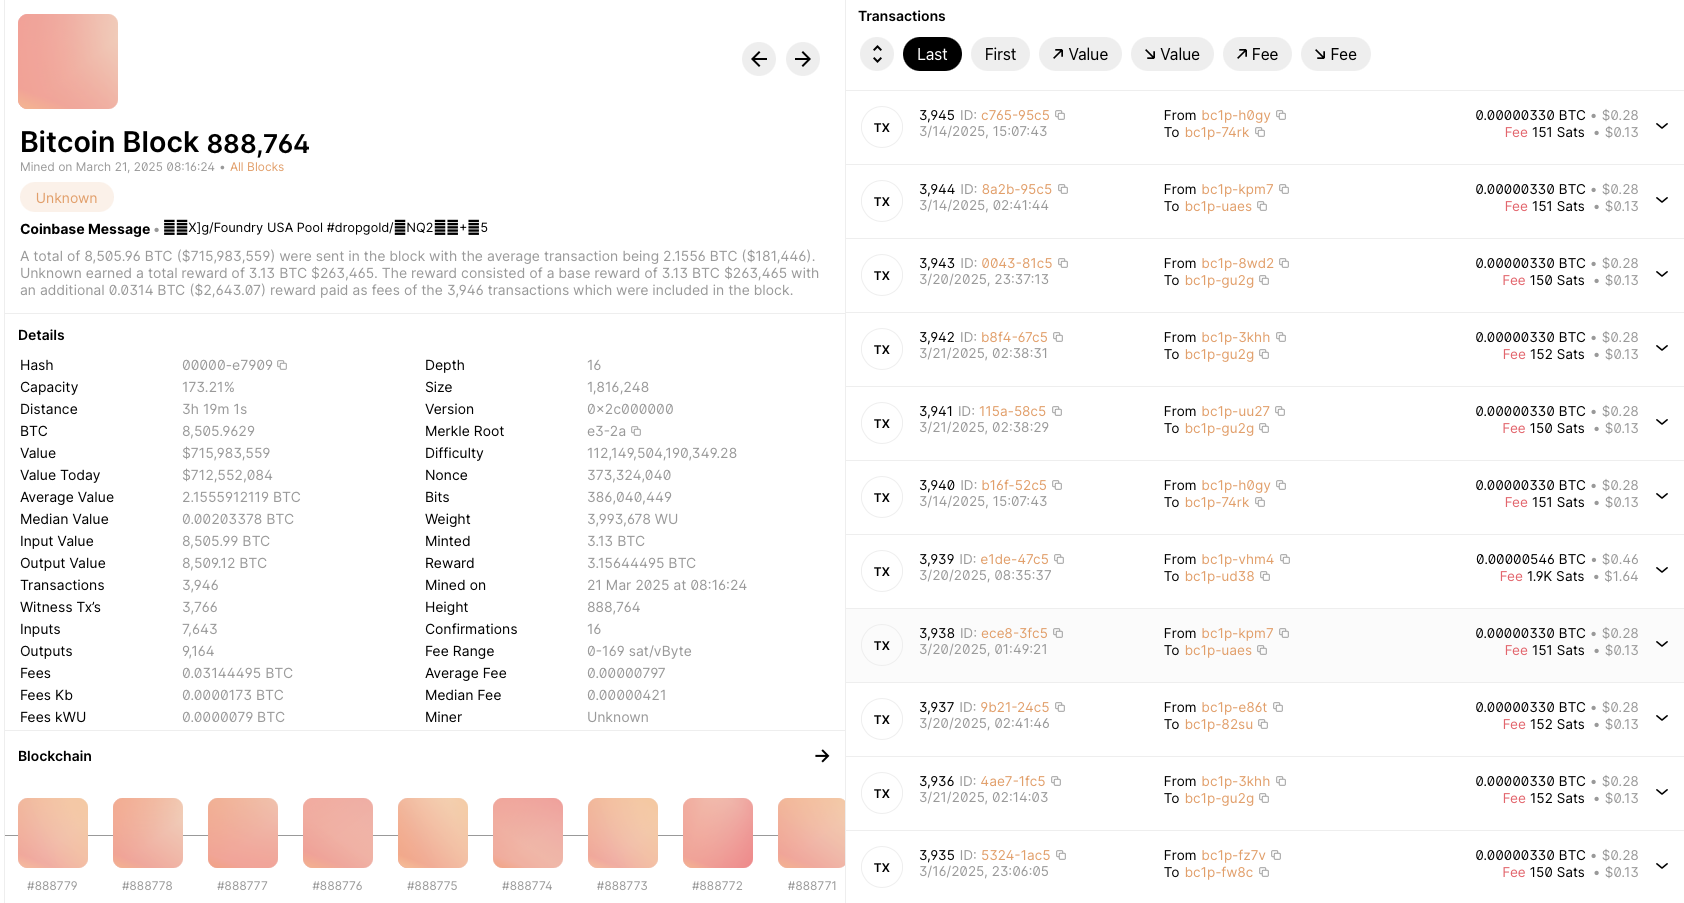 Bitcoin Block 888,764
Mined on March 21, 2025 08:16:24 • All Blocks
Unknown
Coinbase Message • X]g/Foundry USA Pool #dropgold/ NQ2 + 5
A total of 8,505.96 BTC ($715,983,559) were sent in the block with the average transaction being 2.1556 BTC ($181,446).
Unknown earned a total reward of 3.13 BTC $263,465. The reward consisted of a base reward of 3.13 BTC $263,465 with
an additional 0.0314 BTC ($2,643.07) reward paid as fees of the 3,946 transactions which were included in the block.
Details
Hash 00000-e7909
Capacity 173.21%
Distance 3h 19m 1s
BTC 8,505.9629
Value $715,983,559
Value Today $712,552,084
Average Value 2.1555912119 BTC
Median Value 0.00203378 BTC
Input Value 8,505.99 BTC
Output Value 8,509.12 BTC
Transactions 3,946
Witness Tx's 3,766
Inputs 7,643
Outputs 9,164
Fees 0.03144495 BTC
Fees Kb 0.0000173 BTC
Fees kWU 0.0000079 BTC
Depth 16
Size 1,816,248
Version 0x2c000000
Merkle Root e3-2a
Difficulty 112,149,504,190,349.28
Nonce 373,324,040
Bits 386,040,449
Weight 3,993,678 WU
Minted 3.13 BTC
Reward 3.15644495 BTC
Mined on 21 Mar 2025 at 08:16:24
Height 888,764
Confirmations 16
Fee Range 0-169 sat/vByte
Average Fee 0.00000797
Median Fee 0.00000421
Miner Unknown
Blockchain
#888779 #888778 #888777 #888776 #888775 #888774 #888773 #888772 #888771
Transactions
Last First ↗ Value ↘ Value ↗ Fee ↘ Fee
TX 3,945 ID: c765-95c5 From bc1p-h0gy 0.00000330 BTC • $0.28
3/14/2025, 15:07:43 To bc1p-74rk Fee 151 Sats • $0.13
TX 3,944 ID: 8a2b-95c5 From bc1p-kpm7 0.00000330 BTC • $0.28
3/14/2025, 02:41:44 To bc1p-uaes Fee 151 Sats • $0.13
TX 3,943 ID: 0043-81c5 From bc1p-8wd2 0.00000330 BTC • $0.28
3/20/2025, 23:37:13 To bc1p-gu2g Fee 150 Sats • $0.13
TX 3,942 ID: b8f4-67c5 From bc1p-3khh 0.00000330 BTC • $0.28
3/21/2025, 02:38:31 To bc1p-gu2g Fee 152 Sats • $0.13
TX 3,941 ID: 115a-58c5 From bc1p-uu27 0.00000330 BTC • $0.28
3/21/2025, 02:38:29 To bc1p-gu2g Fee 150 Sats • $0.13
TX 3,940 ID: b16f-52c5 From bc1p-h0gy 0.00000330 BTC • $0.28
3/14/2025, 15:07:43 To bc1p-74rk Fee 151 Sats • $0.13
TX 3,939 ID: e1de-47c5 From bc1p-vhm4 0.00000546 BTC • $0.46
3/20/2025, 08:35:37 To bc1p-ud38 Fee 1.9K Sats • $1.64
TX 3,938 ID: ece8-3fc5 From bc1p-kpm7 0.00000330 BTC • $0.28
3/20/2025, 01:49:21 To bc1p-uaes Fee 151 Sats • $0.13
TX 3,937 ID: 9b21-24c5 From bc1p-e86t 0.00000330 BTC • $0.28
3/20/2025, 02:41:46 To bc1p-82su Fee 152 Sats • $0.13
TX 3,936 ID: 4ae7-1fc5 From bc1p-3khh 0.00000330 BTC • $0.28
3/21/2025, 02:14:03 To bc1p-gu2g Fee 152 Sats • $0.13
TX 3,935 ID: 5324-1ac5 From bc1p-fz7v 0.00000330 BTC • $0.28
3/16/2025, 23:06:05 To bc1p-fw8c Fee 150 Sats • $0.13